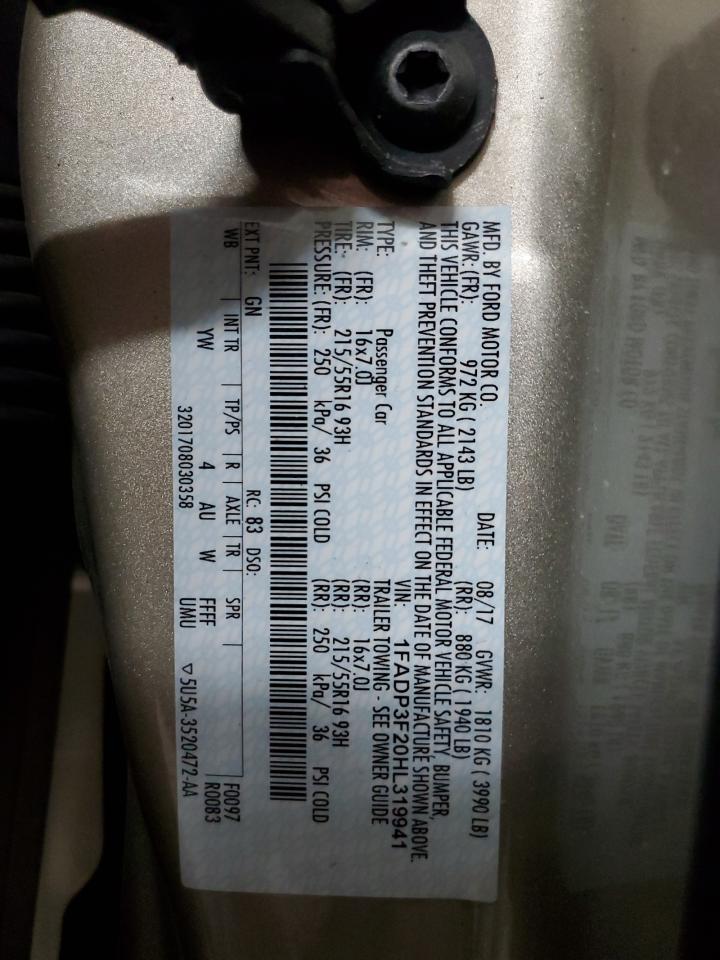 MFD. BY FORD MOTOR CO. DATE: 08/17 GVWR: 1810 KG ( 3990 LB)
GAWR: (FR): 972 KG ( 2143 LB) (RR): 880 KG ( 1940 LB)
THIS VEHICLE CONFORMS TO ALL APPLICABLE FEDERAL MOTOR VEHICLE SAFETY, BUMPER,
AND THEFT PREVENTION STANDARDS IN EFFECT ON THE DATE OF MANUFACTURE SHOWN ABOVE.
VIN: 1FADP3F20HL319941
TYPE: Passenger Car TRAILER TOWING - SEE OWNER GUIDE
RIM: (FR): 16x7.0J (RR): 16x7.0J
TIRE: (FR): 215/55R16 93H (RR): 215/55R16 93H
PRESSURE: (FR): 250 kPa/ 36 PSI COLD (RR): 250 kPa/ 36 PSI COLD
EXT PNT: GN RC: 83 DSO:
WB INT TR TP/PS R AXLE TR SPR F0097
YW 4 AU W FFFF R0083
3201708030358 UMU ▽ 5U5A-3520472-AA